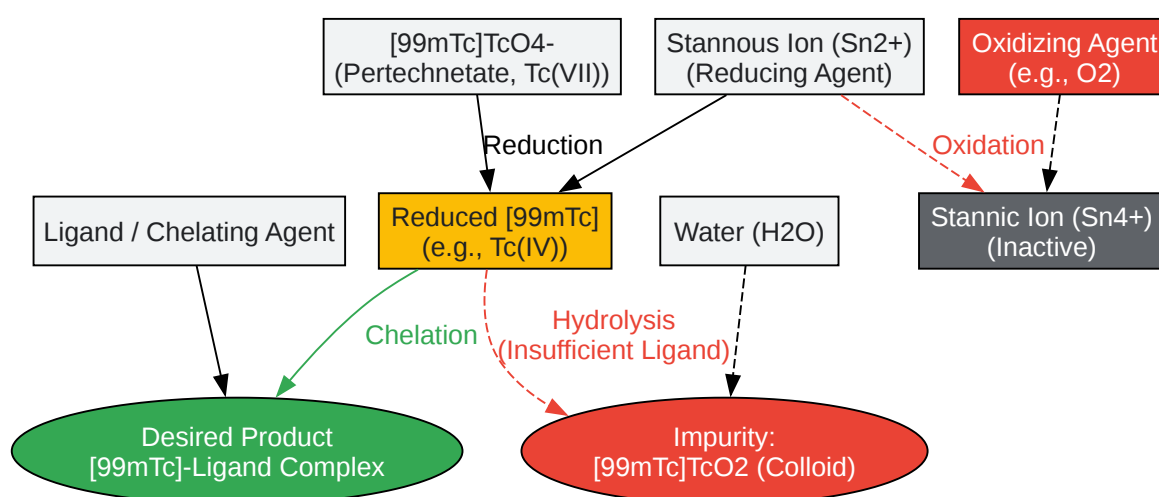 [99mTc]TcO4-
(Pertechnetate, Tc(VII))
Stannous Ion (Sn2+)
(Reducing Agent)
Oxidizing Agent
(e.g., O2)
Reduction
Oxidation
Ligand / Chelating Agent
Reduced [99mTc]
(e.g., Tc(IV))
Water (H2O)
Stannic Ion (Sn4+)
(Inactive)
Chelation
Hydrolysis
(Insufficient Ligand)
Desired Product
[99mTc]-Ligand Complex
Impurity:
[99mTc]TcO2 (Colloid)